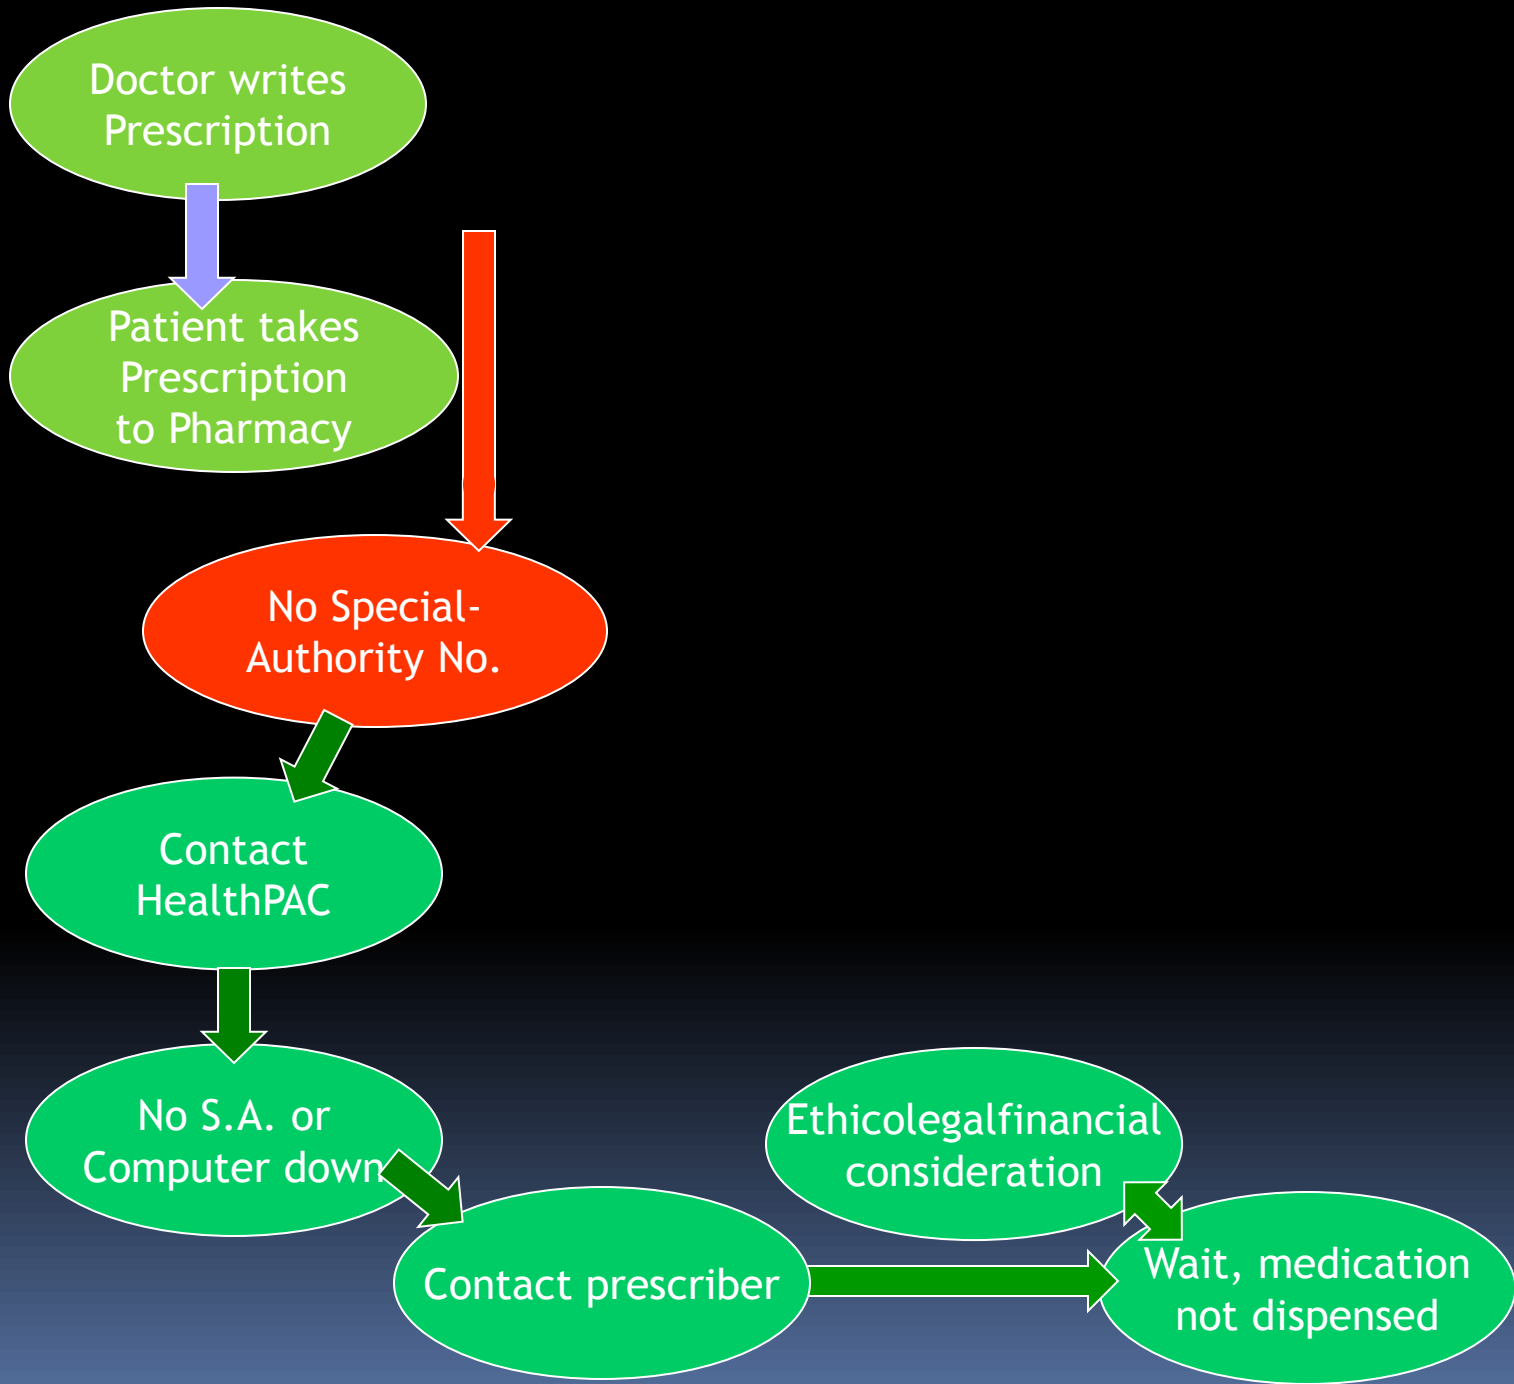 Doctor writes
Prescription
Patient takes
Prescription
to Pharmacy
No Special-
Authority No.
Contact
HealthPAC
No S.A. or
Computer down
Contact prescriber
Ethicolegalfinancial
consideration
Wait, medication
not dispensed